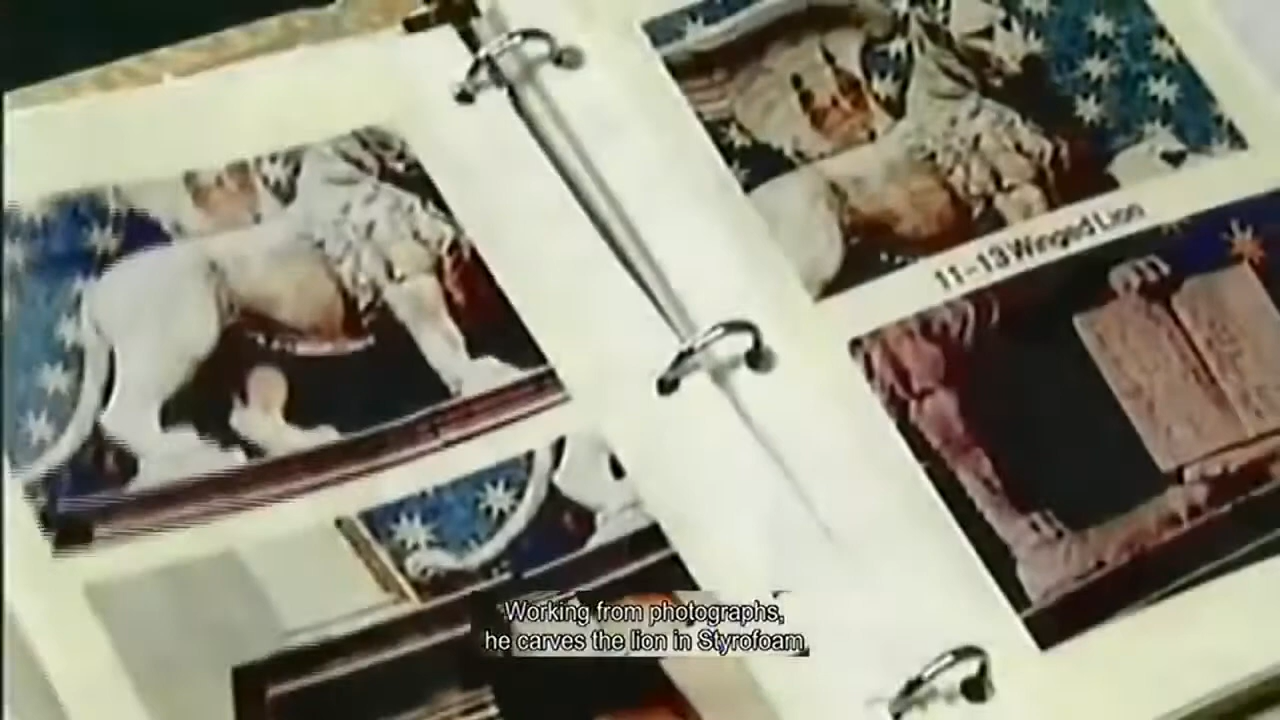 11-13 Winged Lion
Working from photographs,
he carves the lion in Styrofoam,